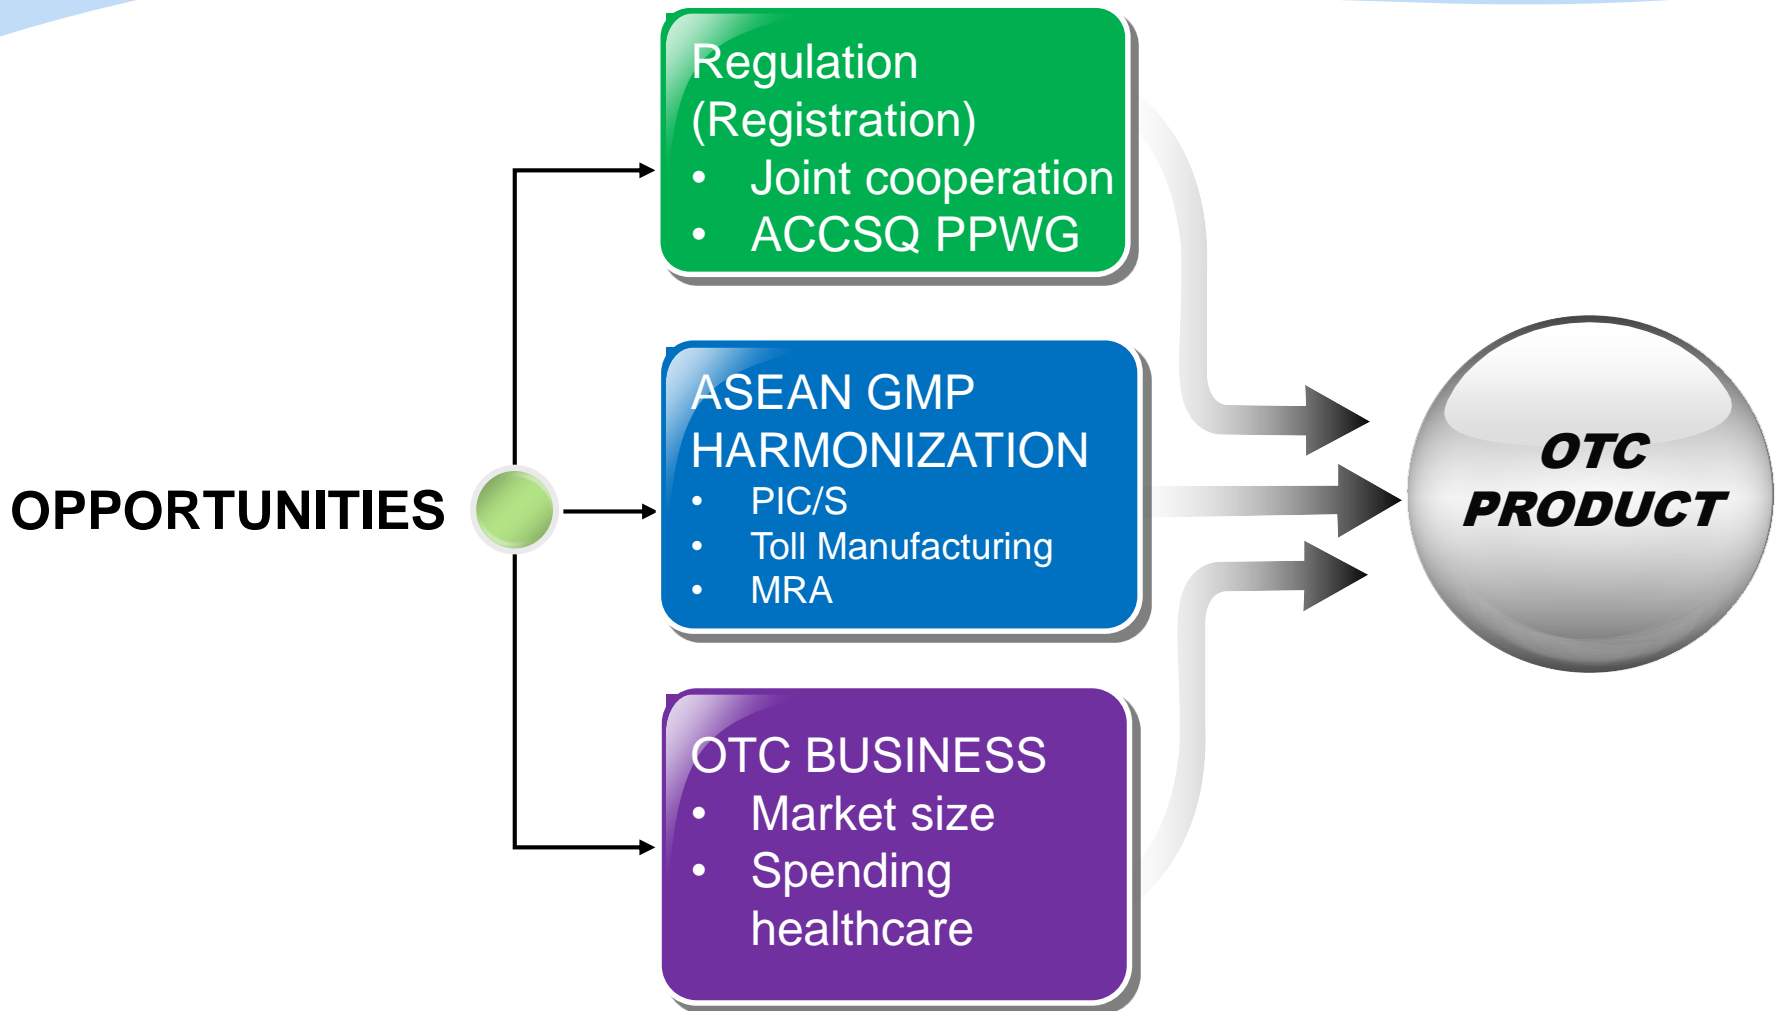 OPPORTUNITIES
Regulation
(Registration)
• Joint cooperation
• ACCSQ PPWG
ASEAN GMP
HARMONIZATION
• PIC/S
• Toll Manufacturing
• MRA
OTC BUSINESS
• Market size
• Spending
healthcare
OTC
PRODUCT